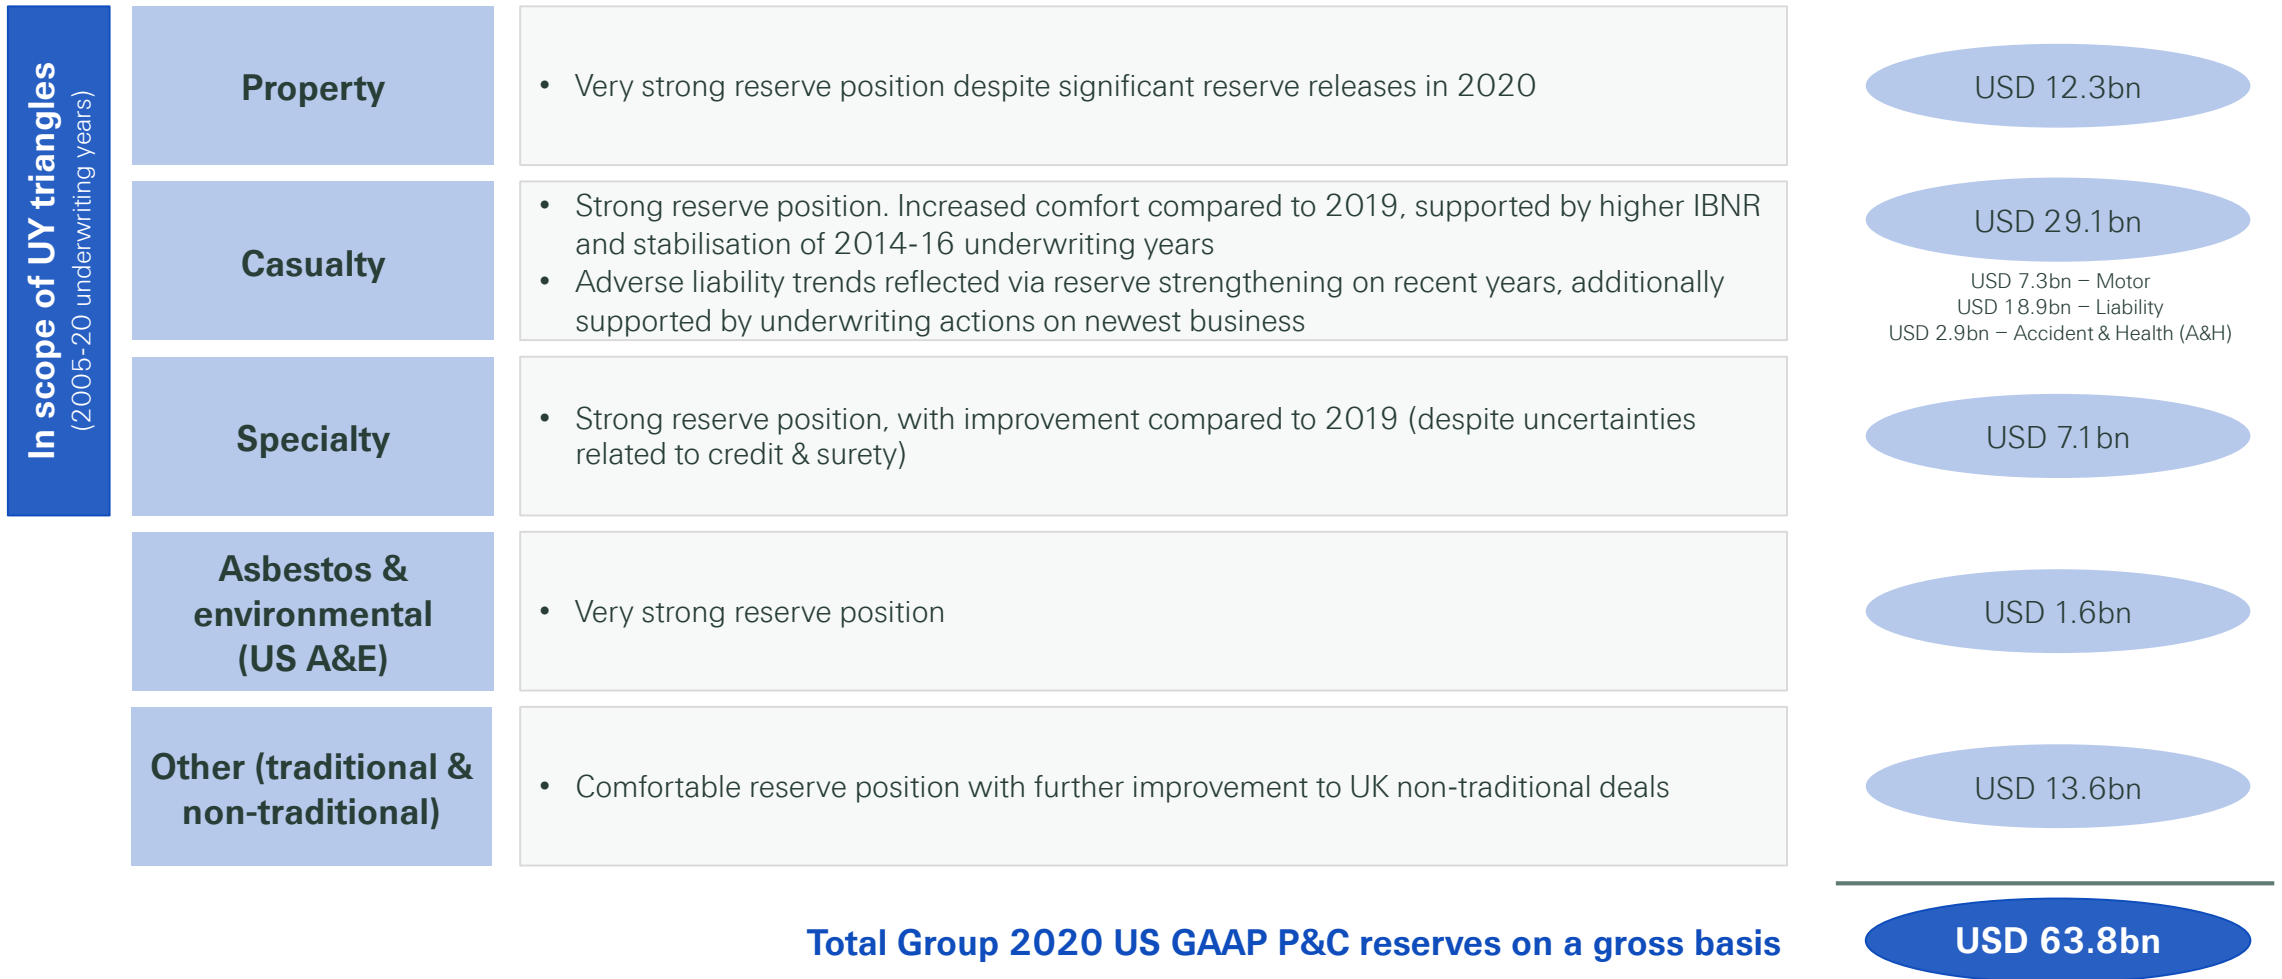 In scope of UY triangles
(2005-20 underwriting years)
Property
• Very strong reserve position despite significant reserve releases in 2020
USD 12.3bn
Casualty
• Strong reserve position. Increased comfort compared to 2019, supported by higher IBNR
and stabilisation of 2014-16 underwriting years
• Adverse liability trends reflected via reserve strengthening on recent years, additionally
supported by underwriting actions on newest business
USD 29.1bn
USD 7.3bn – Motor
USD 18.9bn – Liability
USD 2.9bn – Accident & Health (A&H)
Specialty
• Strong reserve position, with improvement compared to 2019 (despite uncertainties
related to credit & surety)
USD 7.1bn
Asbestos &
environmental
(US A&E)
• Very strong reserve position
USD 1.6bn
Other (traditional &
non-traditional)
• Comfortable reserve position with further improvement to UK non-traditional deals
USD 13.6bn
Total Group 2020 US GAAP P&C reserves on a gross basis
USD 63.8bn